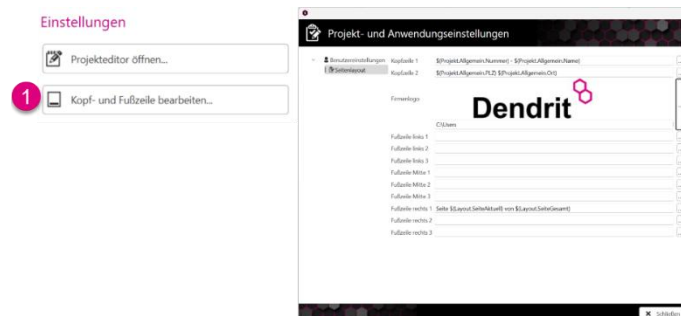 Einstellungen
Projekteditor öffnen...
1
Kopf- und Fußzeile bearbeiten...
Projekt- und Anwendungseinstellungen
Benutzereinstellungen
Seitenlayout
Kopfzeile 1 $(Projekt.Allgemein.Nummer) - $(Projekt.Allgemein.Name)
Kopfzeile 2 $(Projekt.Allgemein.PLZ) $(Projekt.Allgemein.Ort)
Firmenlogo
Dendrit
C:\Users
Fußzeile links 1
Fußzeile links 2
Fußzeile links 3
Fußzeile Mitte 1
Fußzeile Mitte 2
Fußzeile Mitte 3
Fußzeile rechts 1 Seite $(Layout.SeiteAktuell) von $(Layout.SeiteGesamt)
Fußzeile rechts 2
Fußzeile rechts 3
Schließen